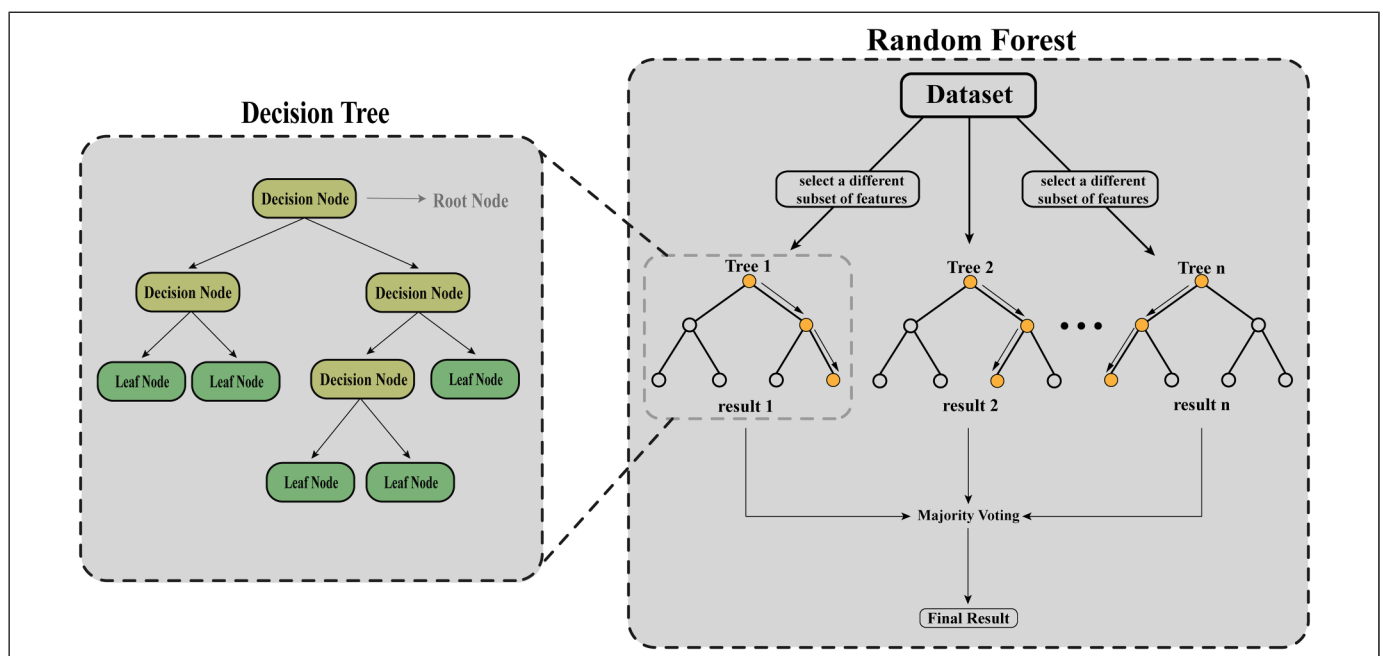 Random Forest
Decision Tree
Dataset
select a different
subset of features
select a different
subset of features
Decision Node
Root Node
Decision Node
Decision Node
Leaf Node
Leaf Node
Decision Node
Leaf Node
Leaf Node
Leaf Node
Tree 1
Tree 2
Tree n
result 1
result 2
result n
Majority Voting
Final Result